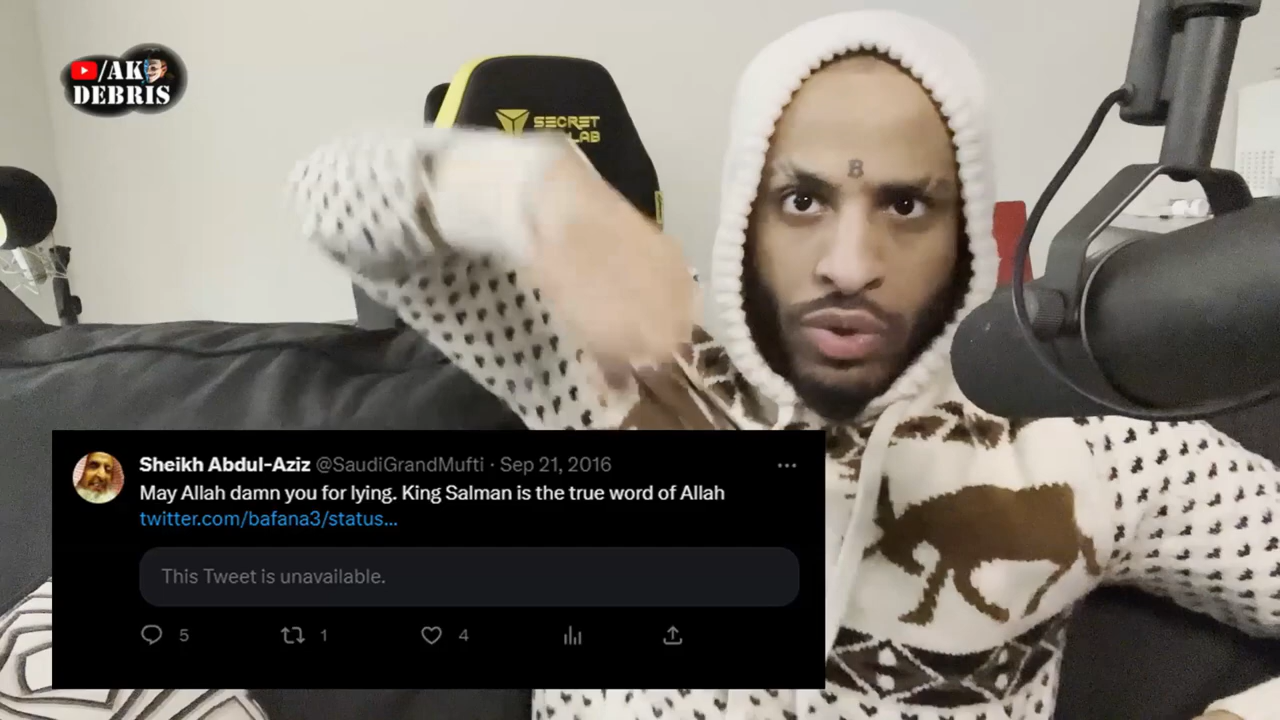 /AK
DEBRIS
SECRET
LAB
B
Sheikh Abdul-Aziz @SaudiGrandMufti · Sep 21, 2016
May Allah damn you for lying. King Salman is the true word of Allah
twitter.com/bafana3/status...
This Tweet is unavailable.
5 1 4